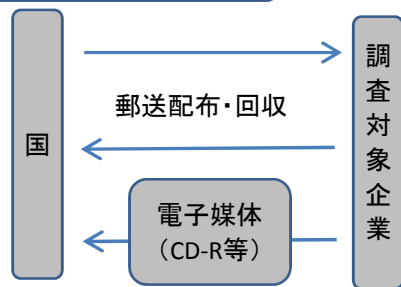 国
郵送配布・回収
電子媒体
（CD-R等）
調査対象企業